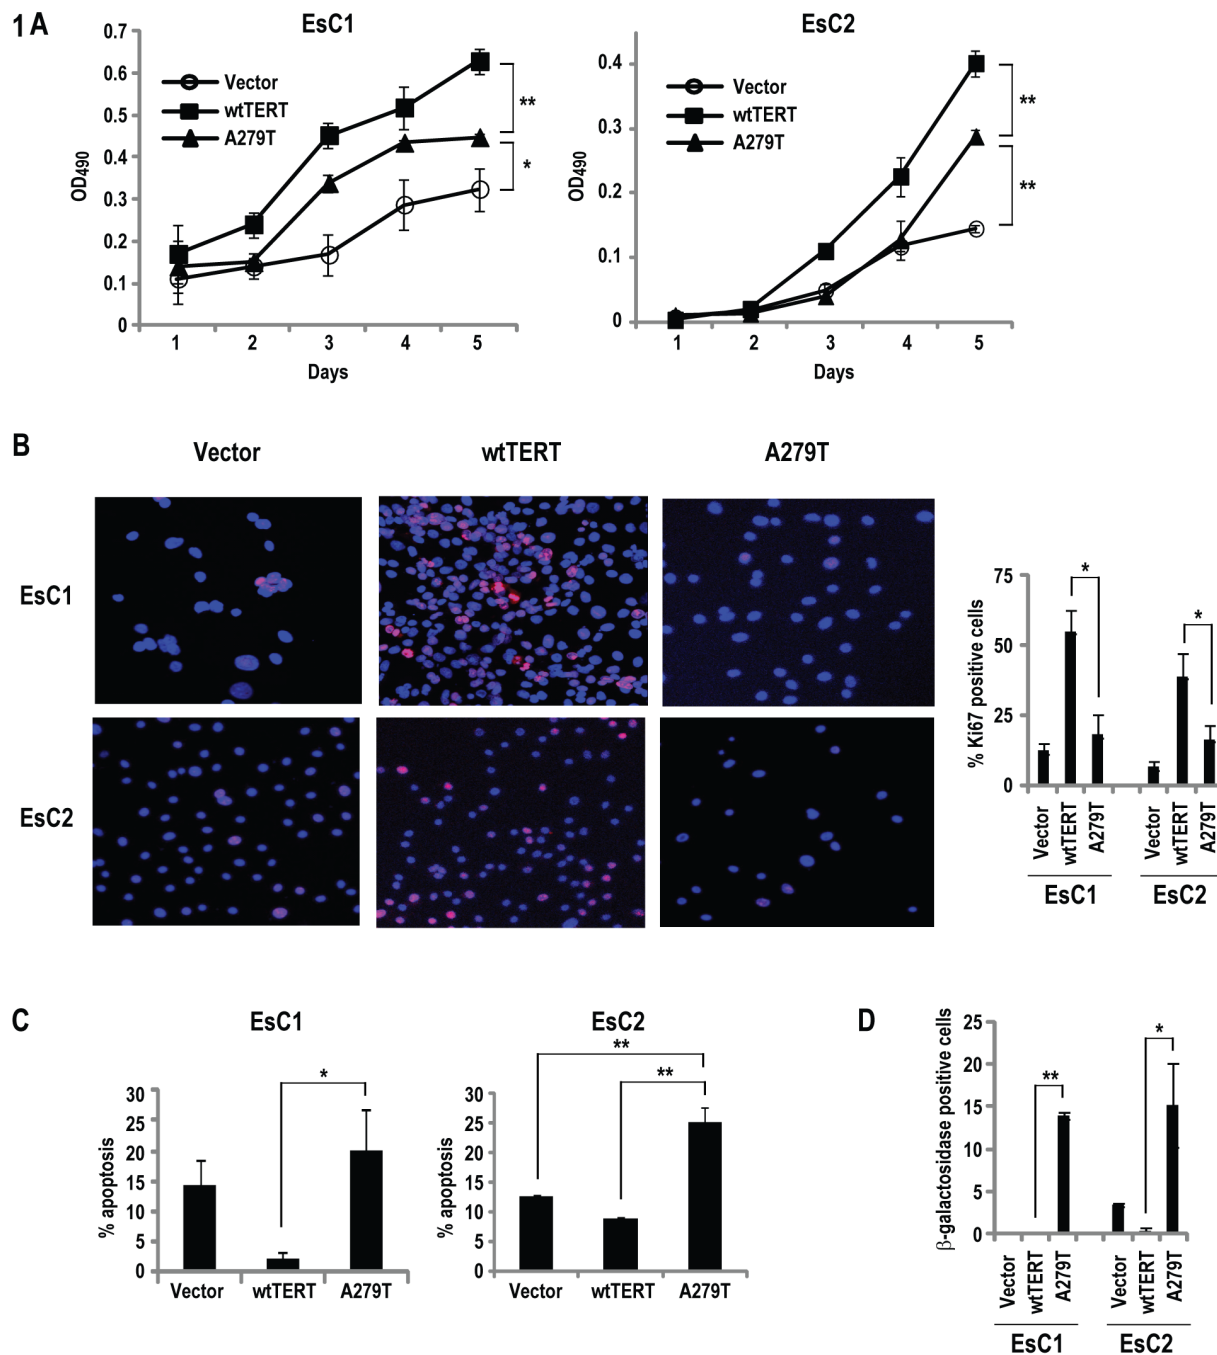 1A
EsC1
0.7
0.6
0.5
0.4
0.3
0.2
0.1
0
OD490
Vector
wtTERT
A279T
**
*
1 2 3 4 5
Days
EsC2
0.4
0.3
0.2
0.1
0
OD490
Vector
wtTERT
A279T
**
**
1 2 3 4 5
Days
B
Vector wtTERT A279T
EsC1
EsC2
75
50
25
0
% Ki67 positive cells
* *
Vector wtTERT A279T Vector wtTERT A279T
EsC1 EsC2
C
EsC1
30
25
20
15
10
5
0
% apoptosis
*
Vector wtTERT A279T
EsC2
30
25
20
15
10
5
0
% apoptosis
**
**
Vector wtTERT A279T
D
25
20
15
10
5
0
β-galactosidase positive cells
** *
Vector wtTERT A279T Vector wtTERT A279T
EsC1 EsC2